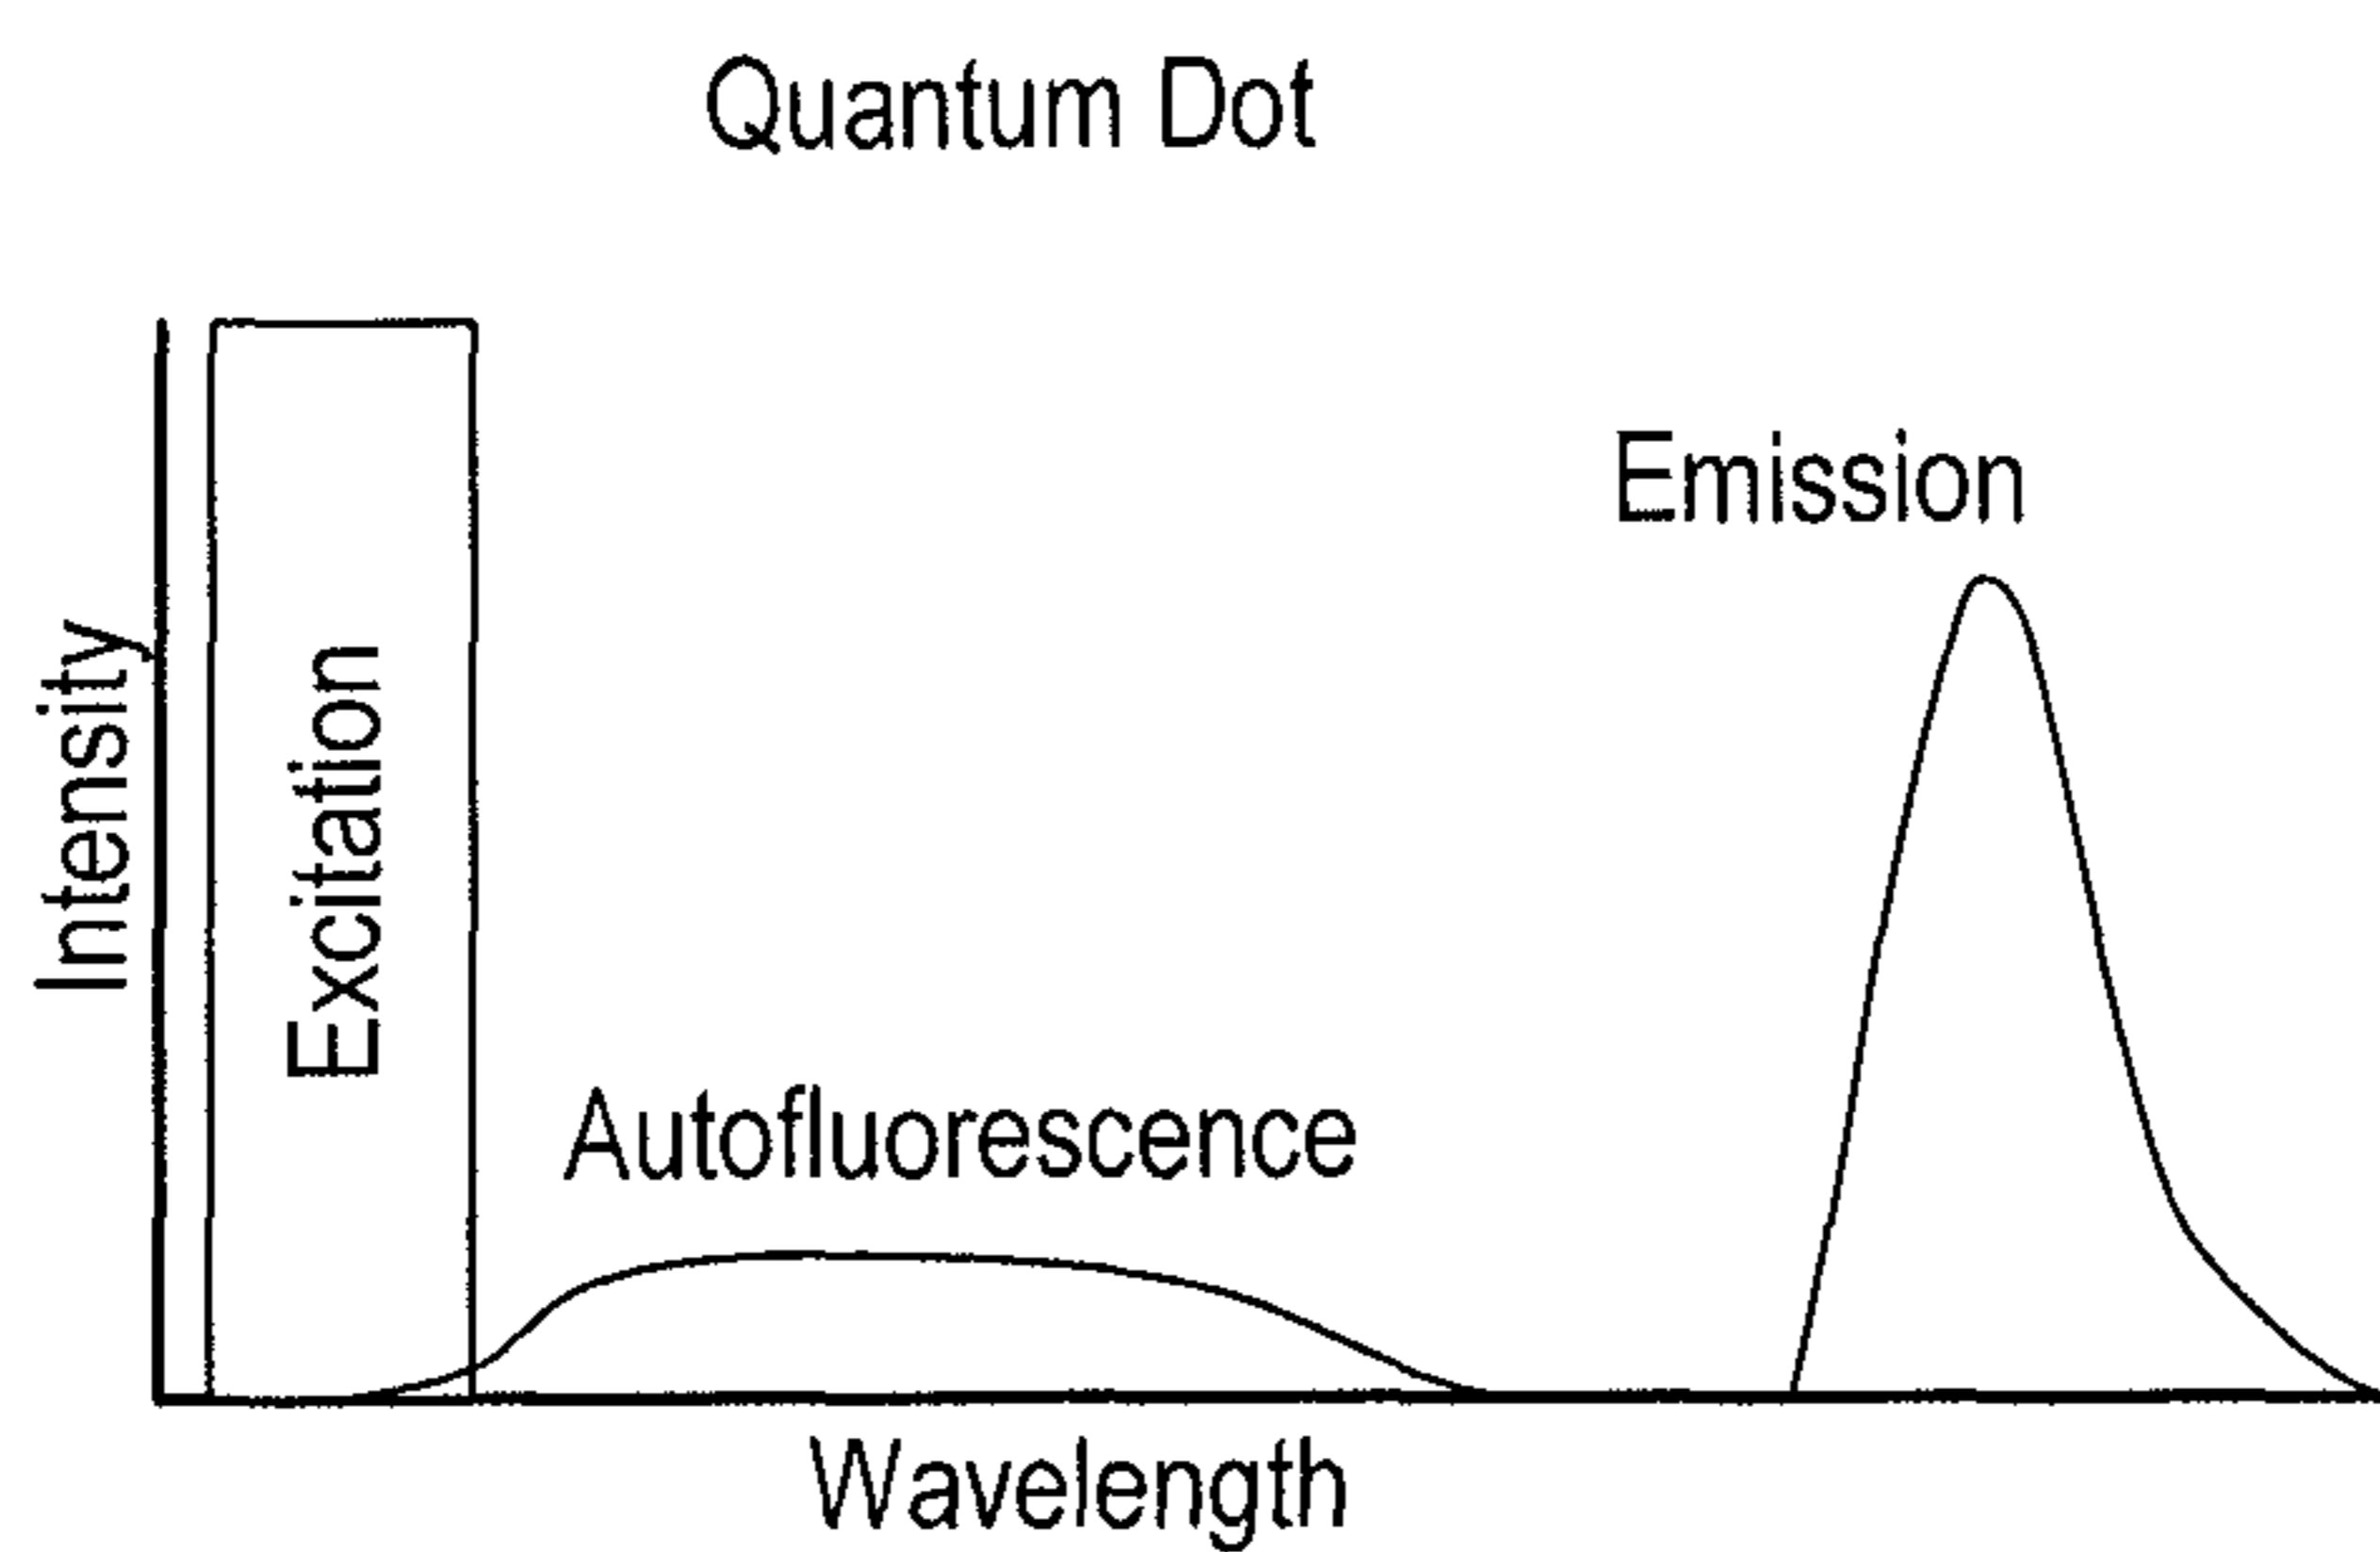 Quantum Dot
Emission
Intensity
Excitation
Autofluorescence
Wavelength